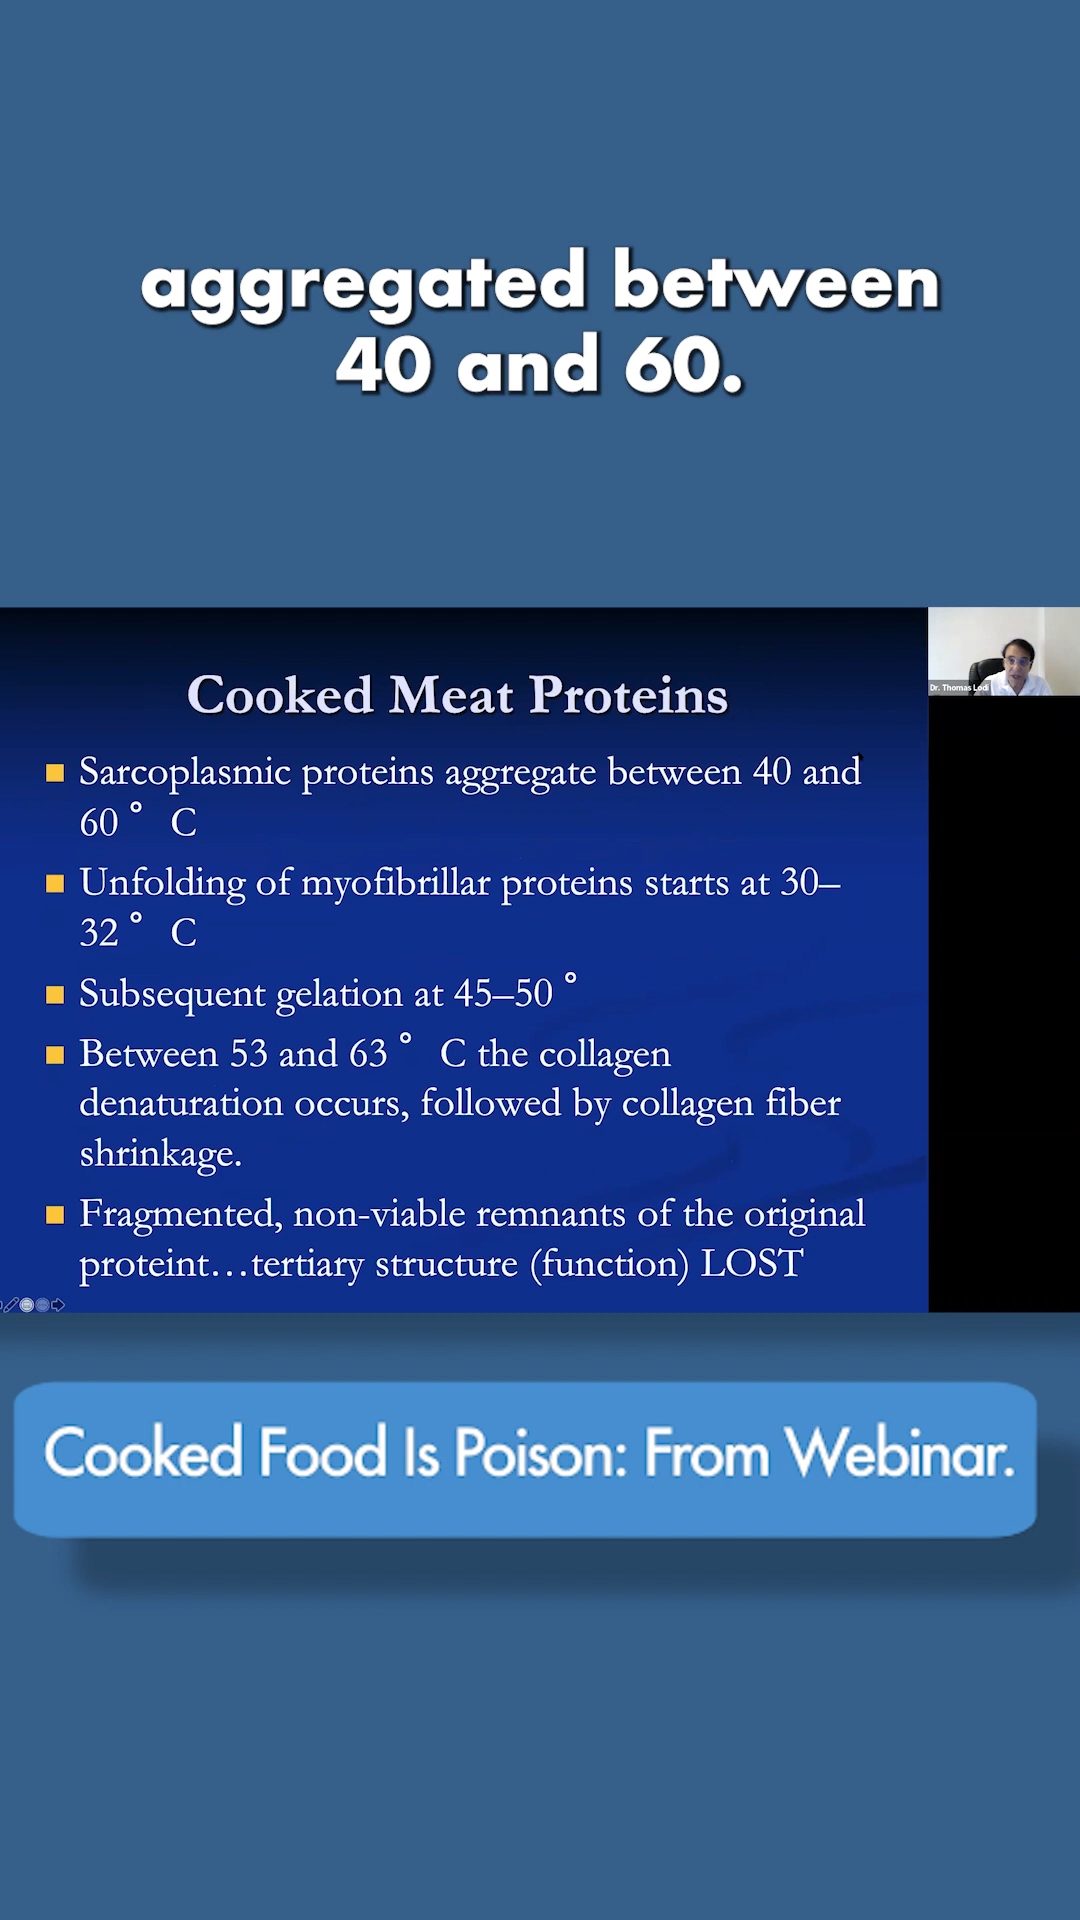 aggregated between
40 and 60.
Cooked Meat Proteins
Dr. Thomas Lodi
Sarcoplasmic proteins aggregate between 40 and
60° C
Unfolding of myofibrillar proteins starts at 30–
32° C
Subsequent gelation at 45–50°
Between 53 and 63° C the collagen
denaturation occurs, followed by collagen fiber
shrinkage.
Fragmented, non-viable remnants of the original
proteint…tertiary structure (function) LOST
Cooked Food Is Poison: From Webinar.